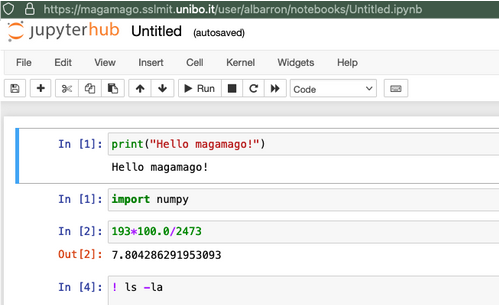 https://magamago.sslmit.unibo.it/user/albarron/notebooks/Untitled.ipynb
jupyterhub Untitled (autosaved)
File Edit View Insert Cell Kernel Widgets Help
Run Code
In [1]: print("Hello magamago!")
Hello magamago!
In [1]: import numpy
In [2]: 193*100.0/2473
Out[2]: 7.804286291953093
In [4]: ! ls -la